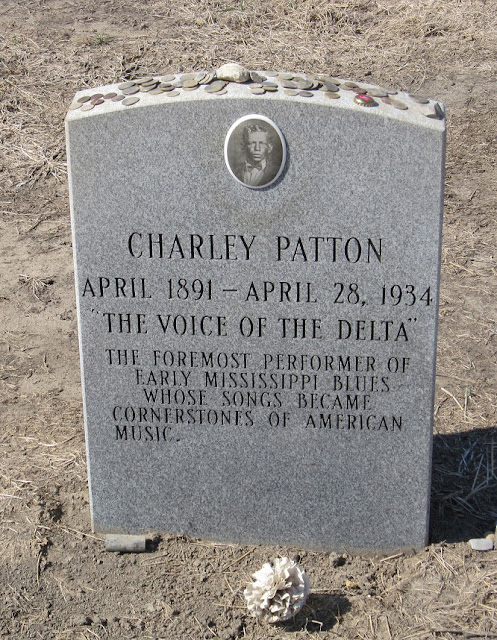 CHARLEY PATTON
APRIL 1891 – APRIL 28, 1934
"THE VOICE OF THE DELTA"
THE FOREMOST PERFORMER OF
EARLY MISSISSIPPI BLUES
WHOSE SONGS BECAME
CORNERSTONES OF AMERICAN
MUSIC.